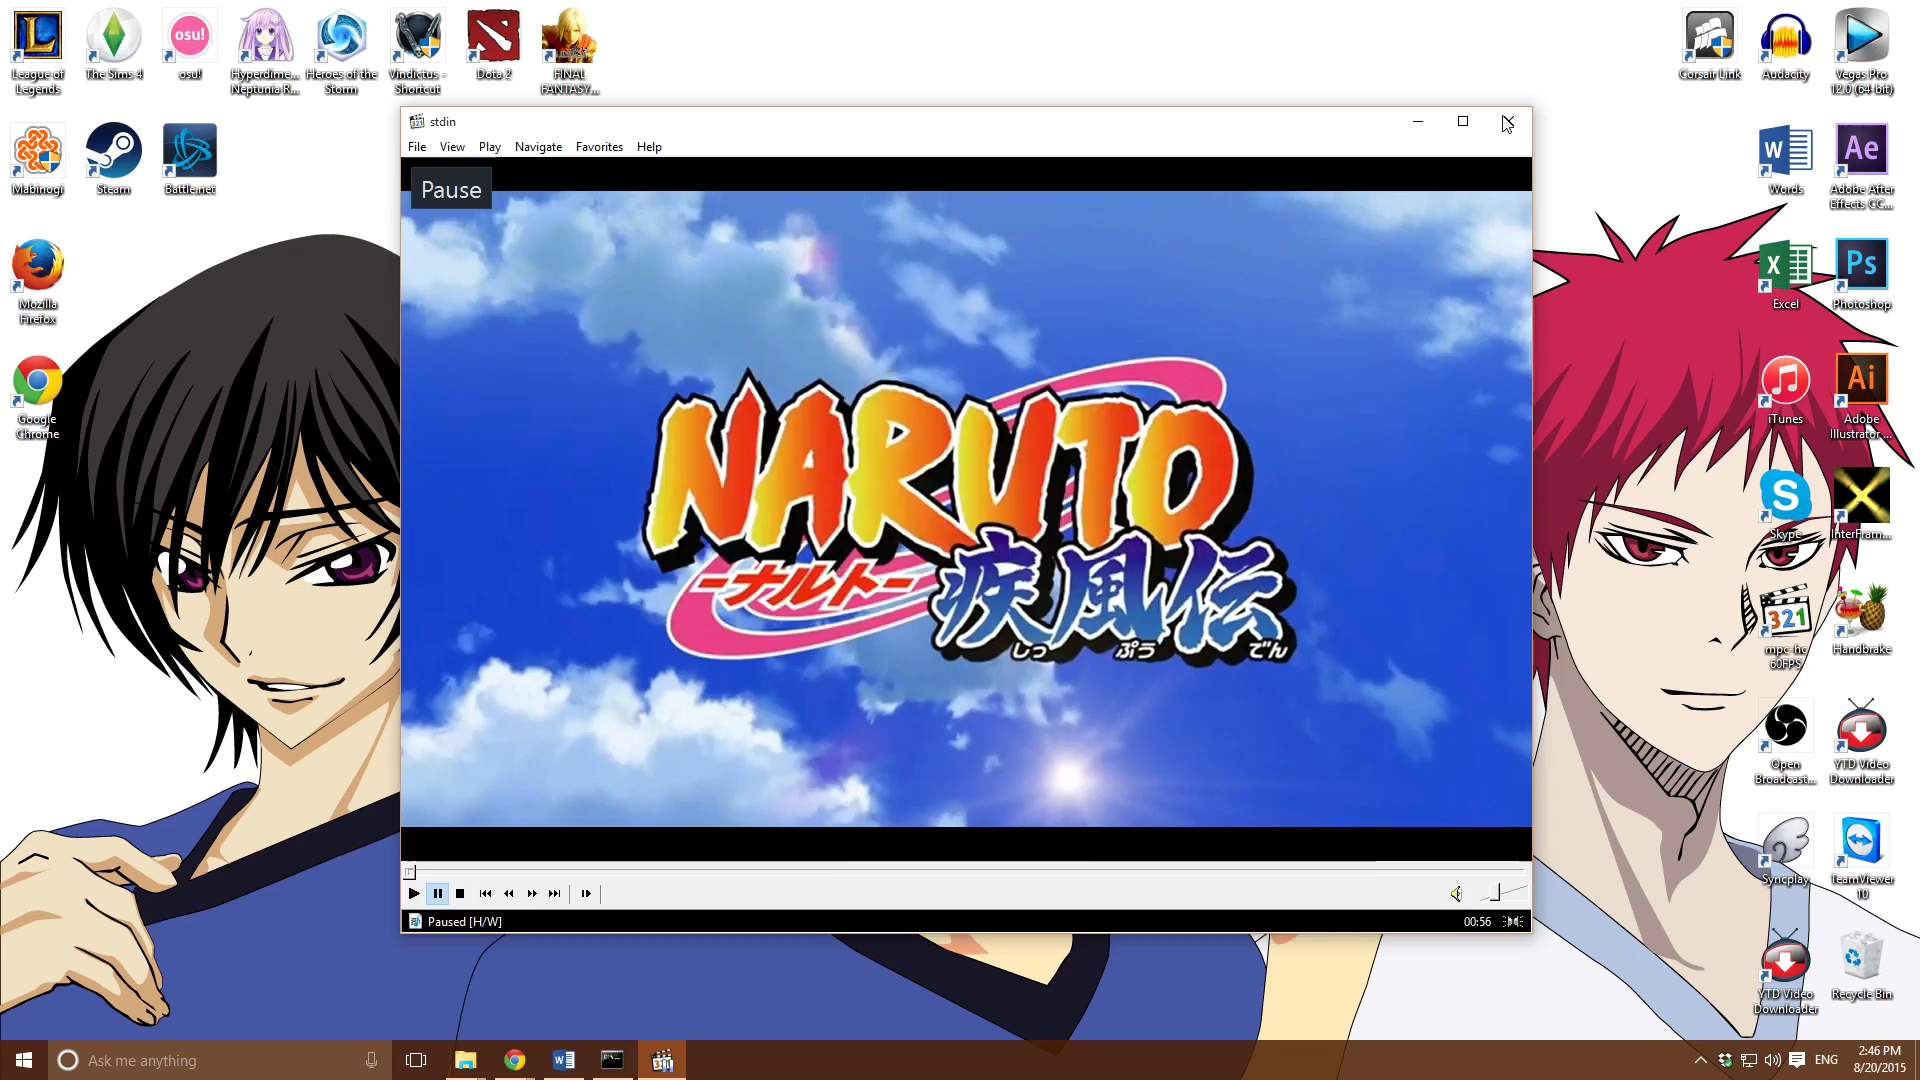 League of
Legends
The Sims 4
osu!
osu!
Hyperdime...
Neptunia R...
Heroes of the
Storm
Vindictus -
Shortcut
Dota 2
FINAL
FANTASY...
Corsair Link
Audacity
Vegas Pro
12.0 (64-bit)
Mabinogi
Steam
Battle.net
Words
Ae
Adobe After
Effects CC...
Mozilla
Firefox
Excel
Ps
Photoshop
Google
Chrome
iTunes
Ai
Adobe
Illustrator ...
Skype
InterFram...
321
mpc-hc
60FPS
Handbrake
Open
Broadcast...
YTD Video
Downloader
Syncplay
TeamViewer
10
YTD Video
Downloader
Recycle Bin
stdin
File View Play Navigate Favorites Help
Pause
NARUTO
-ナルト- 疾風伝
しっ ぷう でん
Paused [H/W]
00:56
Ask me anything
ENG
2:46 PM
8/20/2015